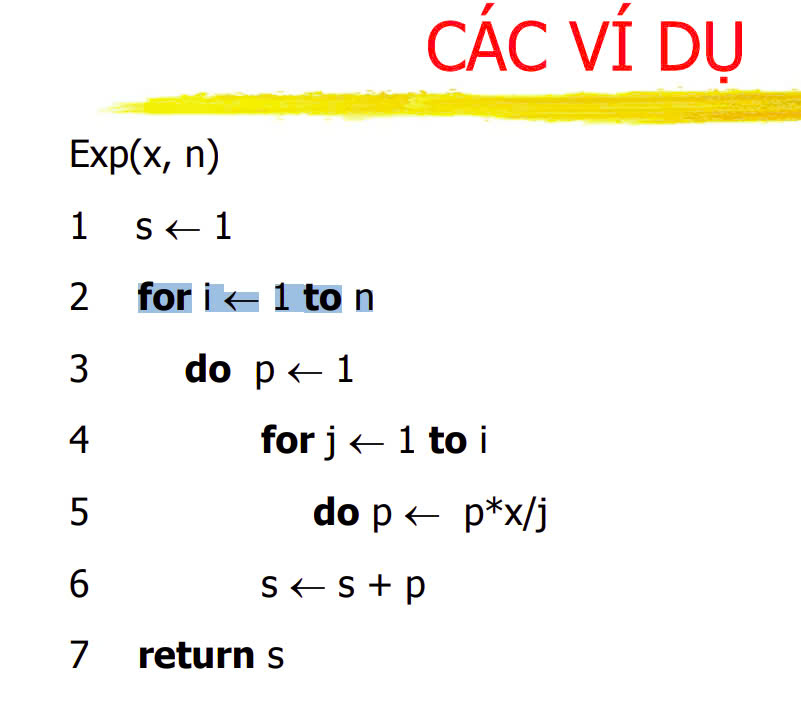 CÁC VÍ DỤ
Exp(x, n)
1 s ← 1
2 for i ← 1 to n
3 do p ← 1
4 for j ← 1 to i
5 do p ← p*x/j
6 s ← s + p
7 return s